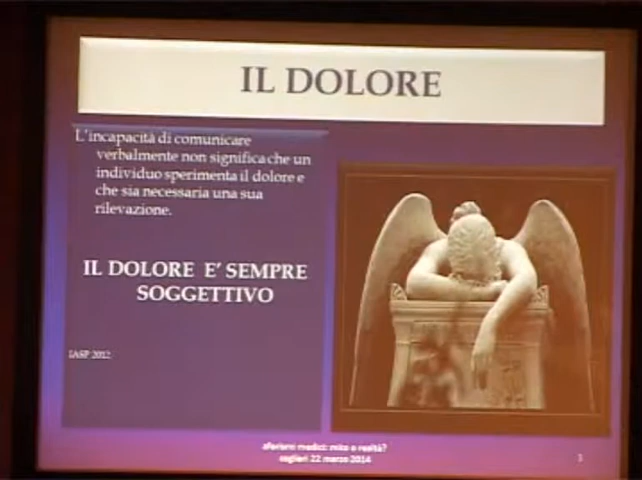 IL DOLORE
L'incapacità di comunicare
verbalmente non significa che un
individuo sperimenta il dolore e
che sia necessaria una sua
rilevazione.
IL DOLORE E' SEMPRE
SOGGETTIVO
IASP 2012
aforismi medici: mito o realtà?
cagliari 22 marzo 2014